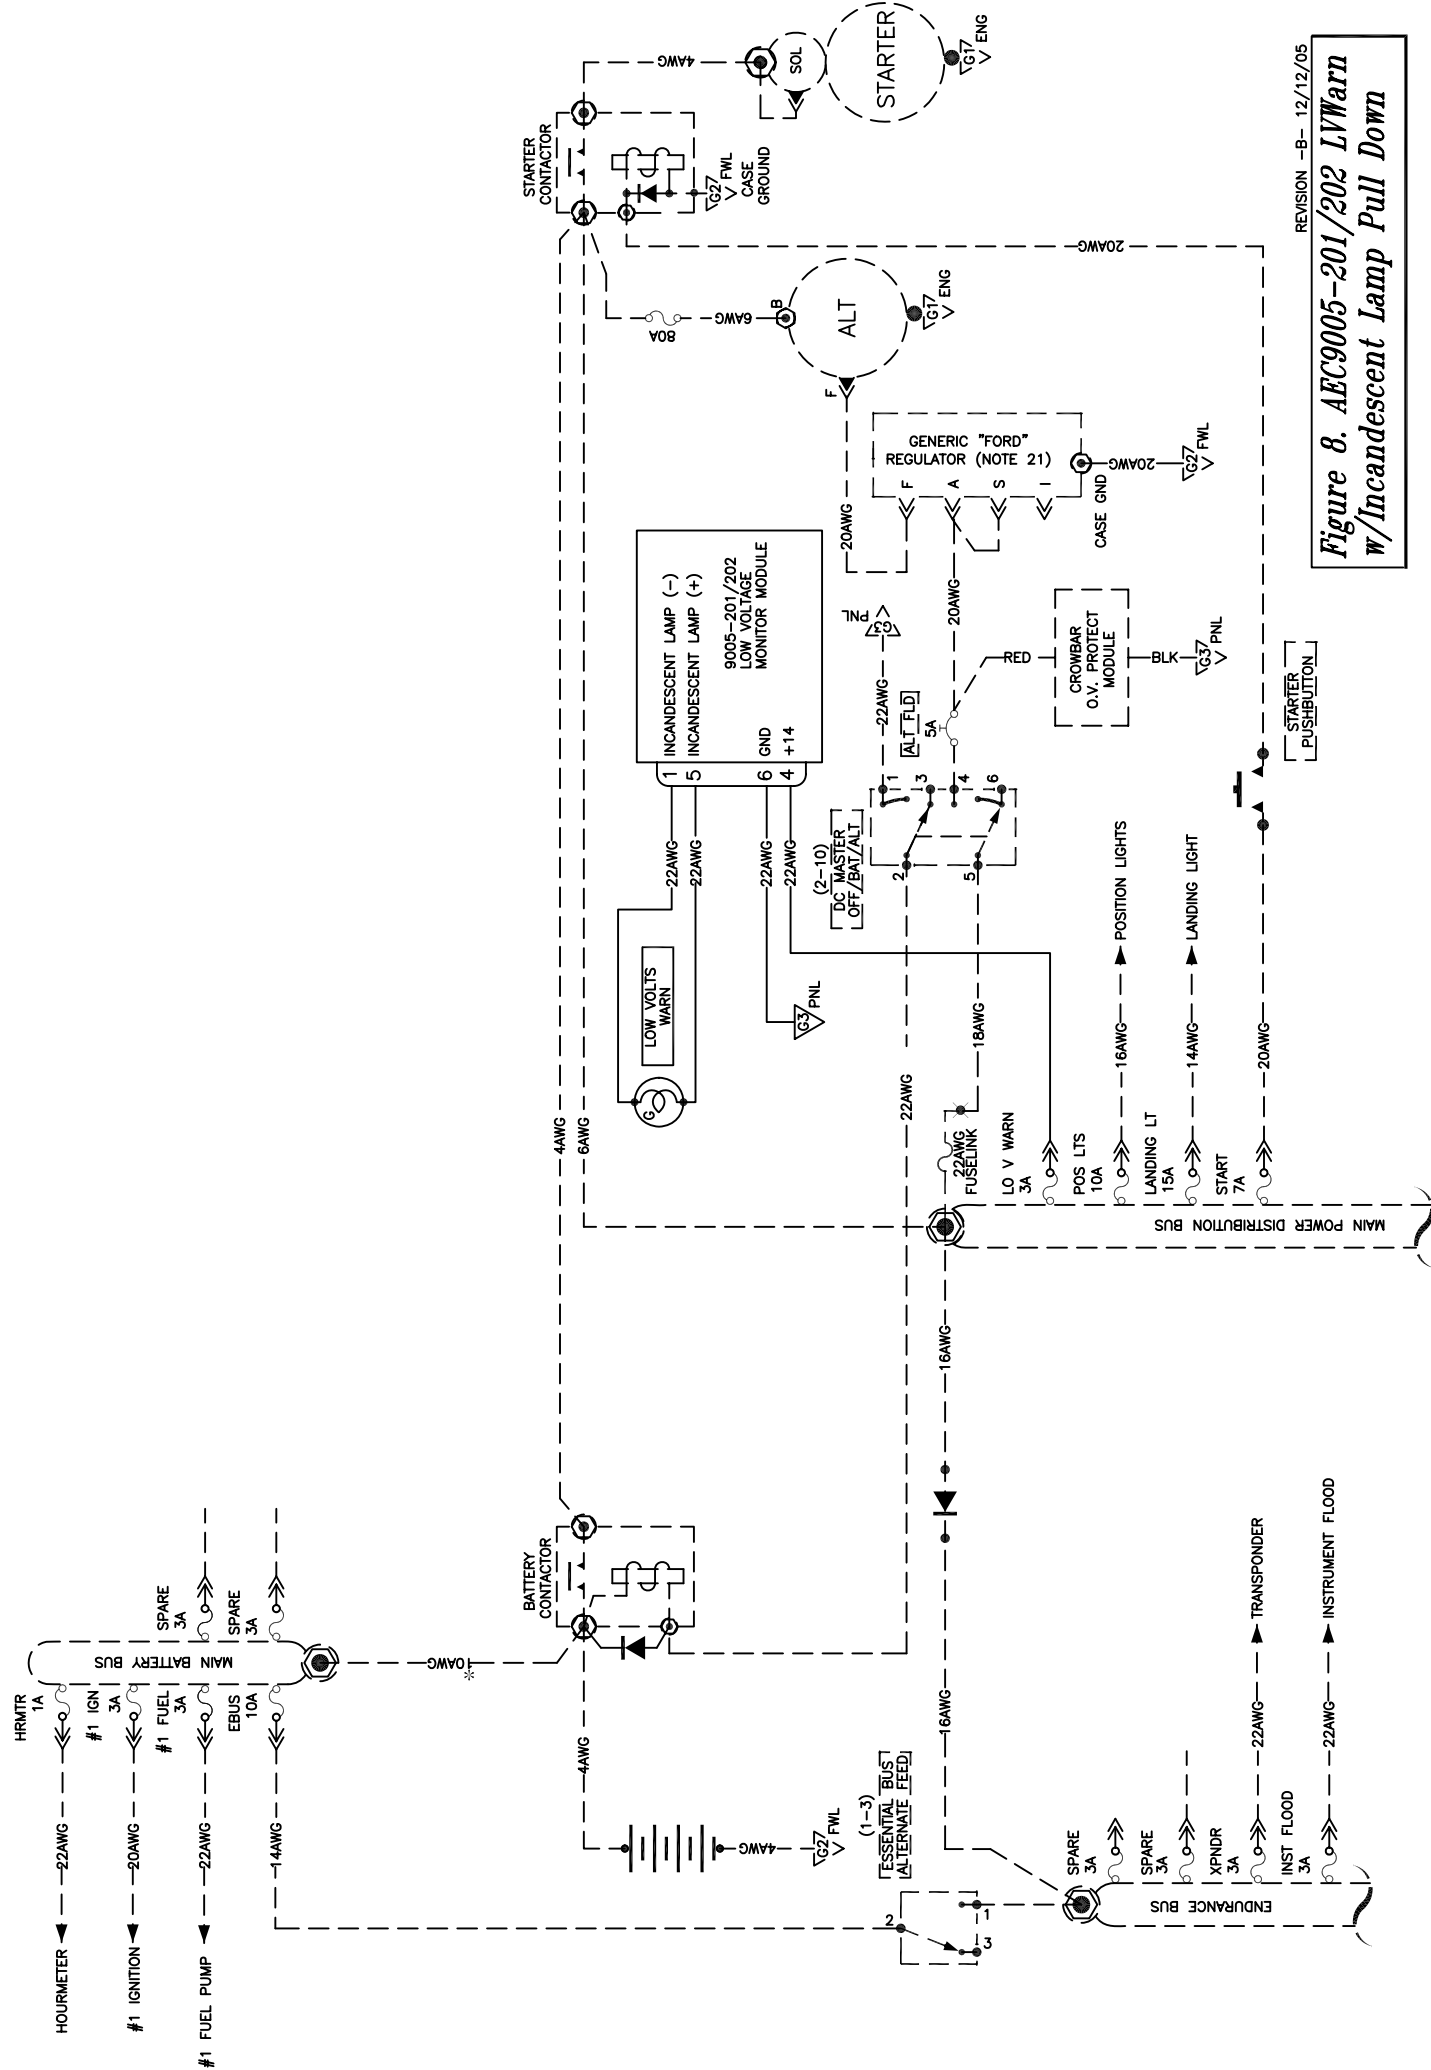 HOURMETER
22AWG
HRMTR
1A
#1 IGNITION
20AWG
#1 IGN
3A
#1 FUEL PUMP
22AWG
#1 FUEL
3A
14AWG
EBUS
10A
MAIN BATTERY BUS
SPARE
3A
SPARE
3A
10AWG
*
BATTERY
CONTACTOR
4AWG
4AWG
G2
FWL
4AWG
6AWG
STARTER
CONTACTOR
G2
FWL
CASE
GROUND
4AWG
SOL
STARTER
G1
ENG
80A
6AWG
B
ALT
F
G1
ENG
20AWG
20AWG
LOW VOLTS
WARN
G
22AWG
22AWG
22AWG
22AWG
1
INCANDESCENT LAMP (-)
5
INCANDESCENT LAMP (+)
6
GND
4
+14
9005-201/202
LOW VOLTAGE
MONITOR MODULE
G3
PNL
GENERIC "FORD"
REGULATOR (NOTE 21)
F
A
S
I
CASE GND
20AWG
G2
FWL
(2-10)
DC MASTER
OFF/BAT/ALT
1
2
3
4
5
6
22AWG
G3
PNL
ALT FLD
5A
20AWG
RED
CROWBAR
O.V. PROTECT
MODULE
BLK
G3
PNL
22AWG
18AWG
22AWG
FUSELINK
LO V WARN
3A
POS LTS
10A
16AWG
POSITION LIGHTS
LANDING LT
15A
14AWG
LANDING LIGHT
START
7A
20AWG
STARTER
PUSHBUTTON
MAIN POWER DISTRIBUTION BUS
16AWG
16AWG
(1-3)
ESSENTIAL BUS
ALTERNATE FEED
2
1
3
ENDURANCE BUS
SPARE
3A
SPARE
3A
XPNDR
3A
22AWG
TRANSPONDER
INST FLOOD
3A
22AWG
INSTRUMENT FLOOD
REVISION -B- 12/12/05
Figure 8. AEC9005-201/202 LVWarn
w/Incandescent Lamp Pull Down